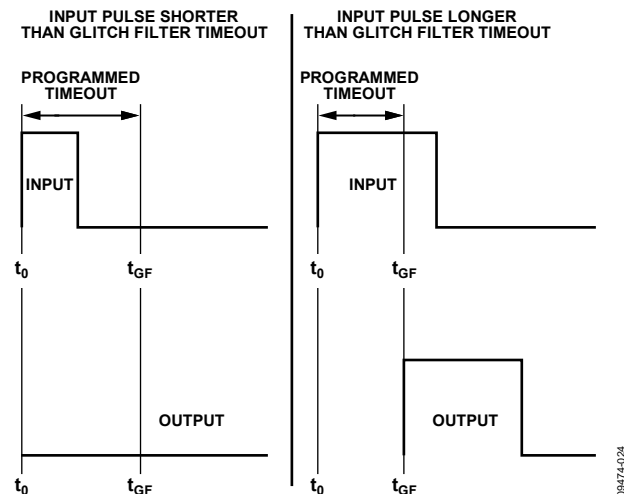 INPUT PULSE SHORTER
THAN GLITCH FILTER TIMEOUT
PROGRAMMED
TIMEOUT
INPUT
t0
tGF
OUTPUT
t0
tGF
INPUT PULSE LONGER
THAN GLITCH FILTER TIMEOUT
PROGRAMMED
TIMEOUT
INPUT
t0
tGF
OUTPUT
t0
tGF
09474-024